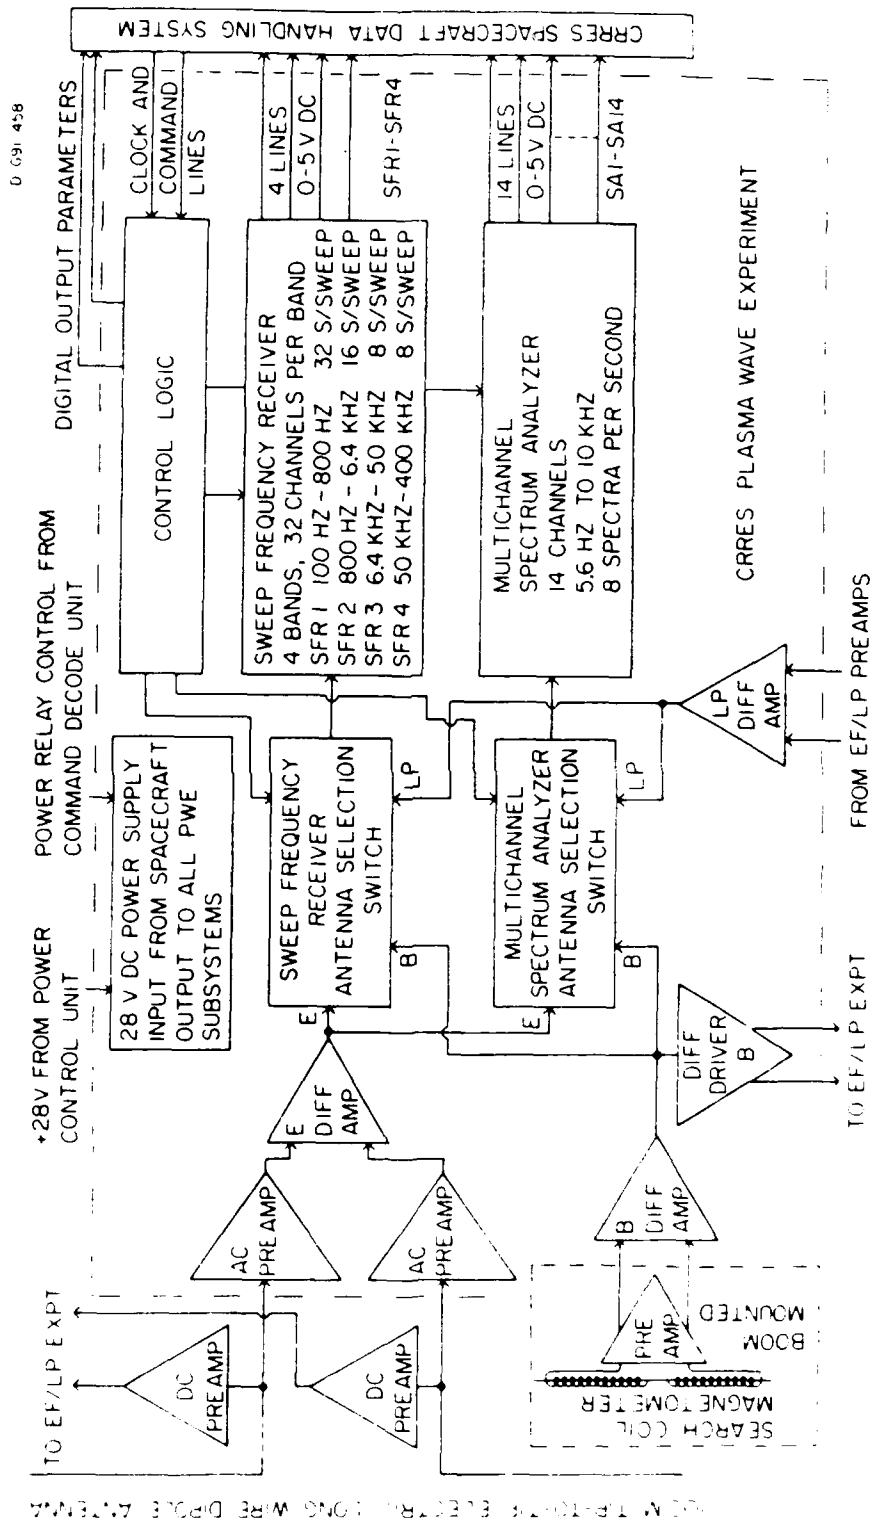 D G91 458
DIGITAL OUTPUT PARAMETERS
CLOCK AND
COMMAND
LINES
CRRES SPACECRAFT DATA HANDLING SYSTEM
POWER RELAY CONTROL FROM
COMMAND DECODE UNIT
+28V FROM POWER
CONTROL UNIT
28 V DC POWER SUPPLY
INPUT FROM SPACECRAFT
OUTPUT TO ALL PWE
SUBSYSTEMS
CONTROL LOGIC
TO EF/LP EXPT
DC
PREAMP
AC
PREAMP
DC
PREAMP
AC
PREAMP
E
DIFF
AMP
E
SWEEP FREQUENCY
RECEIVER
ANTENNA SELECTION
SWITCH
B
LP
SWEEP FREQUENCY RECEIVER
4 BANDS, 32 CHANNELS PER BAND
SFR 1 100 HZ-800 HZ 32 S/SWEEP
SFR 2 800 HZ-6.4 KHZ 16 S/SWEEP
SFR 3 6.4 KHZ-50 KHZ 8 S/SWEEP
SFR 4 50 KHZ-400 KHZ 8 S/SWEEP
4 LINES
0-5 V DC
SFR1-SFR4
E
MULTICHANNEL
SPECTRUM ANALYZER
ANTENNA SELECTION
SWITCH
B
LP
MULTICHANNEL
SPECTRUM ANALYZER
14 CHANNELS
5.6 HZ TO 10 KHZ
8 SPECTRA PER SECOND
14 LINES
0-5 V DC
SA1-SA14
SEARCH COIL
MAGNETOMETER
PRE
AMP
BOOM
MOUNTED
B
DIFF
AMP
DIFF
DRIVER
B
LP
DIFF
AMP
CRRES PLASMA WAVE EXPERIMENT
TO EF/LP EXPT
FROM EF/LP PREAMPS
TIP-TO-TIP ELECTRIC LONG WIRE DIPOLE ANTENNA